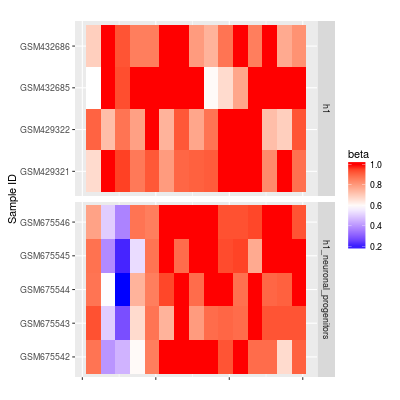 GSM432686
GSM432685
GSM429322
GSM429321
h1
GSM675546
GSM675545
GSM675544
GSM675543
GSM675542
h1_neuronal_progenitors
Sample ID
beta
1.0
0.8
0.6
0.4
0.2